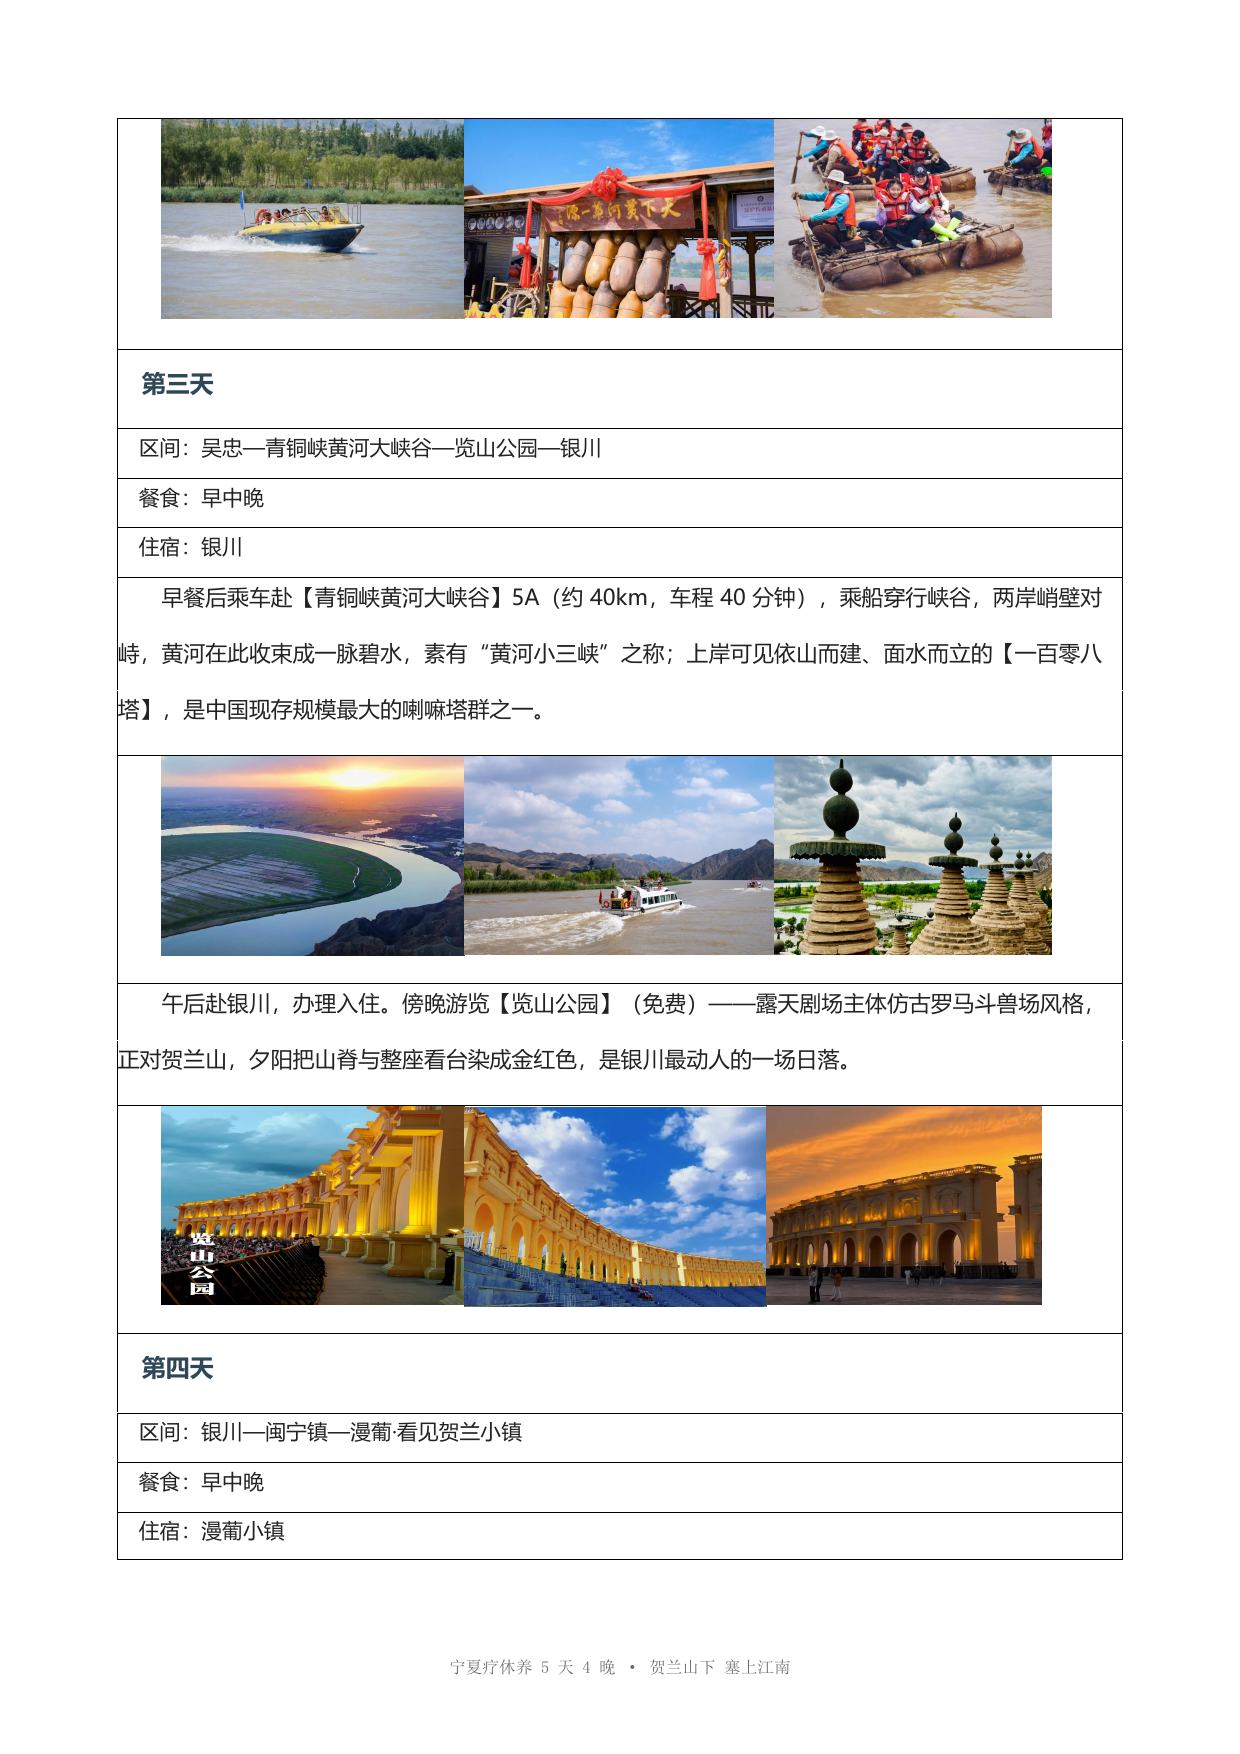 天下黄河第一漂
第三天
区间：吴忠—青铜峡黄河大峡谷—览山公园—银川
餐食：早中晚
住宿：银川
早餐后乘车赴【青铜峡黄河大峡谷】5A（约 40km，车程 40 分钟），乘船穿行峡谷，两岸峭壁对
峙，黄河在此收束成一脉碧水，素有“黄河小三峡”之称；上岸可见依山而建、面水而立的【一百零八
塔】，是中国现存规模最大的喇嘛塔群之一。
午后赴银川，办理入住。傍晚游览【览山公园】（免费）——露天剧场主体仿古罗马斗兽场风格，
正对贺兰山，夕阳把山脊与整座看台染成金红色，是银川最动人的一场日落。
览
山
公
园
第四天
区间：银川—闽宁镇—漫葡·看见贺兰小镇
餐食：早中晚
住宿：漫葡小镇
宁夏疗休养 5 天 4 晚 • 贺兰山下 塞上江南